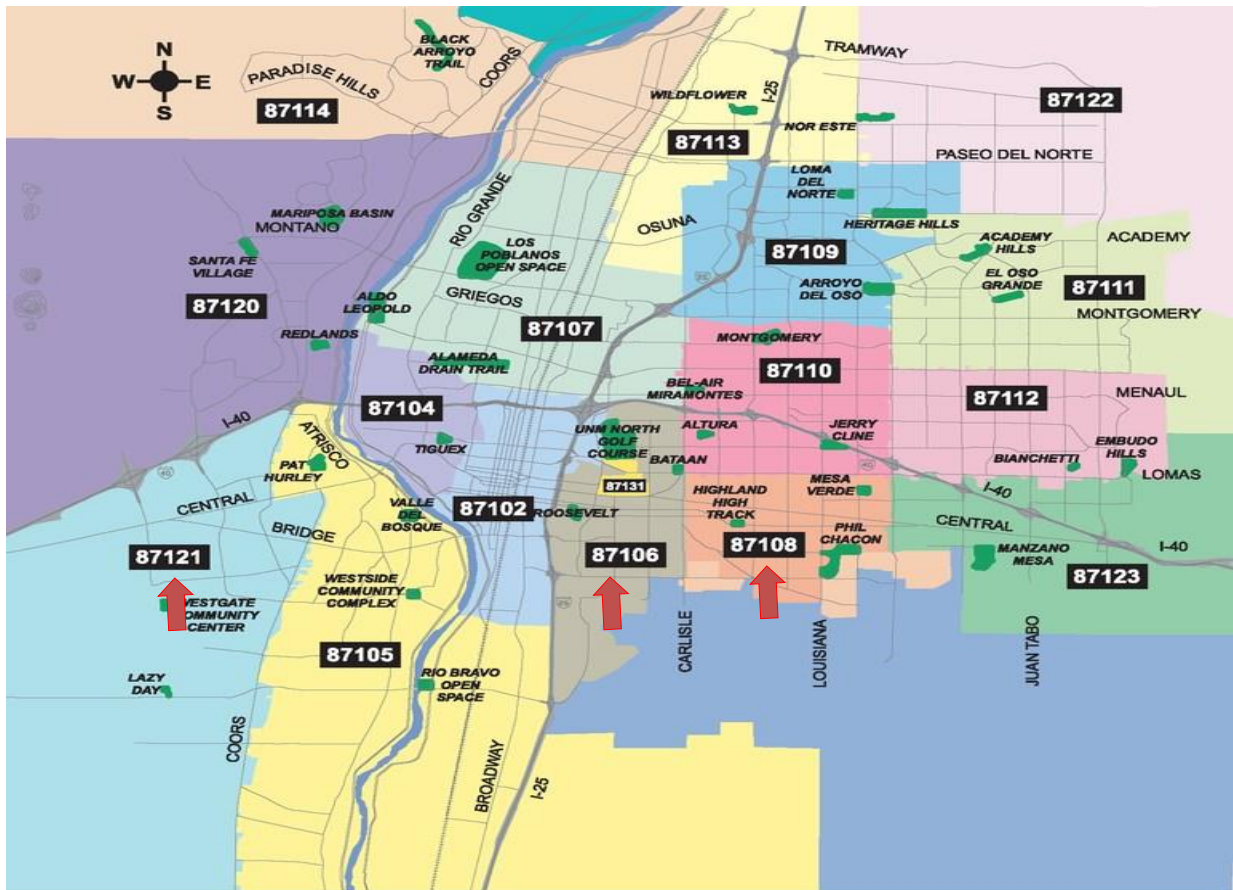 N
W E
S
BLACK
ARROYO
TRAIL
COORS
PARADISE HILLS
87114
TRAMWAY
I-25
WILDFLOWER
87122
NOR ESTE
87113
PASEO DEL NORTE
LOMA
DEL
NORTE
RIO GRANDE
MARIPOSA BASIN
MONTANO
OSUNA
HERITAGE HILLS
SANTA FE
VILLAGE
LOS
POBLANOS
OPEN SPACE
87109
ACADEMY
HILLS
ACADEMY
EL OSO
GRANDE
87120
ALDO
LEOPOLD
GRIEGOS
ARROYO
DEL OSO
87111
MONTGOMERY
REDLANDS
87107
MONTGOMERY
ALAMEDA
DRAIN TRAIL
87110
BEL-AIR
MIRAMONTES
MENAUL
87112
87104
I-40
ATRISCO
TIGUEX
UNM NORTH
GOLF
COURSE
ALTURA
JERRY
CLINE
PAT
HURLEY
BATAAN
BIANCHETTI
EMBUDO
HILLS
LOMAS
40
40
87131
CENTRAL
VALLE
DEL
BOSQUE
87102
ROOSEVELT
HIGHLAND
HIGH
TRACK
MESA
VERDE
I-40
CENTRAL
BRIDGE
PHIL
CHACON
87121
87106
87108
MANZANO
MESA
I-40
87123
WESTSIDE
COMMUNITY
COMPLEX
WESTGATE
COMMUNITY
CENTER
CARLISLE
LOUISIANA
JUAN TABO
87105
LAZY
DAY
RIO BRAVO
OPEN
SPACE
COORS
BROADWAY
I-25